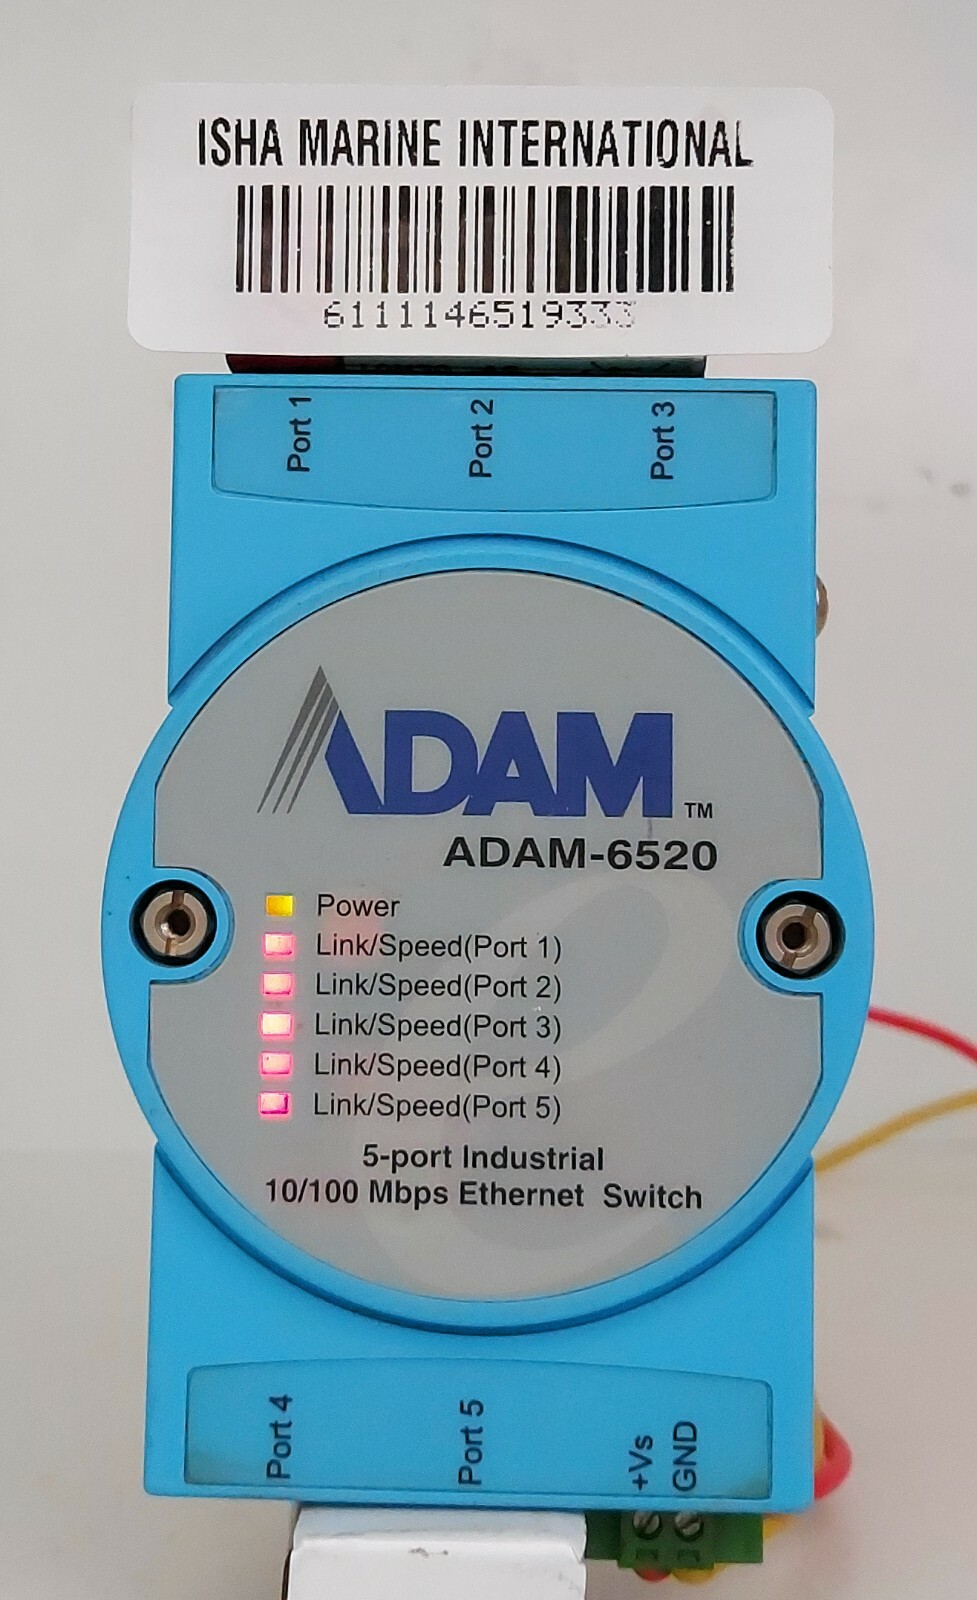 ISHA MARINE INTERNATIONAL
6111146519333
Port 1 Port 2 Port 3
ADAM TM
ADAM-6520
Power
Link/Speed(Port 1)
Link/Speed(Port 2)
Link/Speed(Port 3)
Link/Speed(Port 4)
Link/Speed(Port 5)
5-port Industrial
10/100 Mbps Ethernet Switch
Port 4 Port 5 +Vs GND